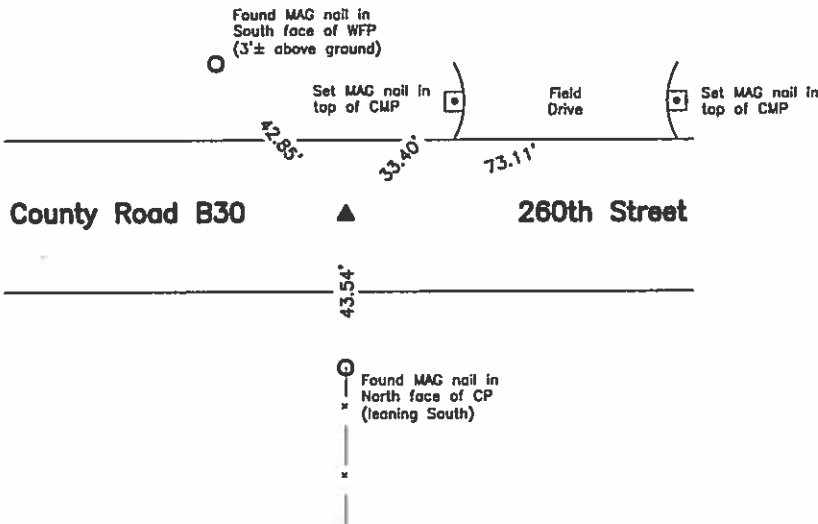 Found MAG nail in
South face of WFP
(3'± above ground)
Set MAG nail in
top of CMP
Field
Drive
Set MAG nail in
top of CMP
42.85'
33.40'
73.11'
County Road B30
260th Street
43.54'
Found MAG nail in
North face of CP
(leaning South)